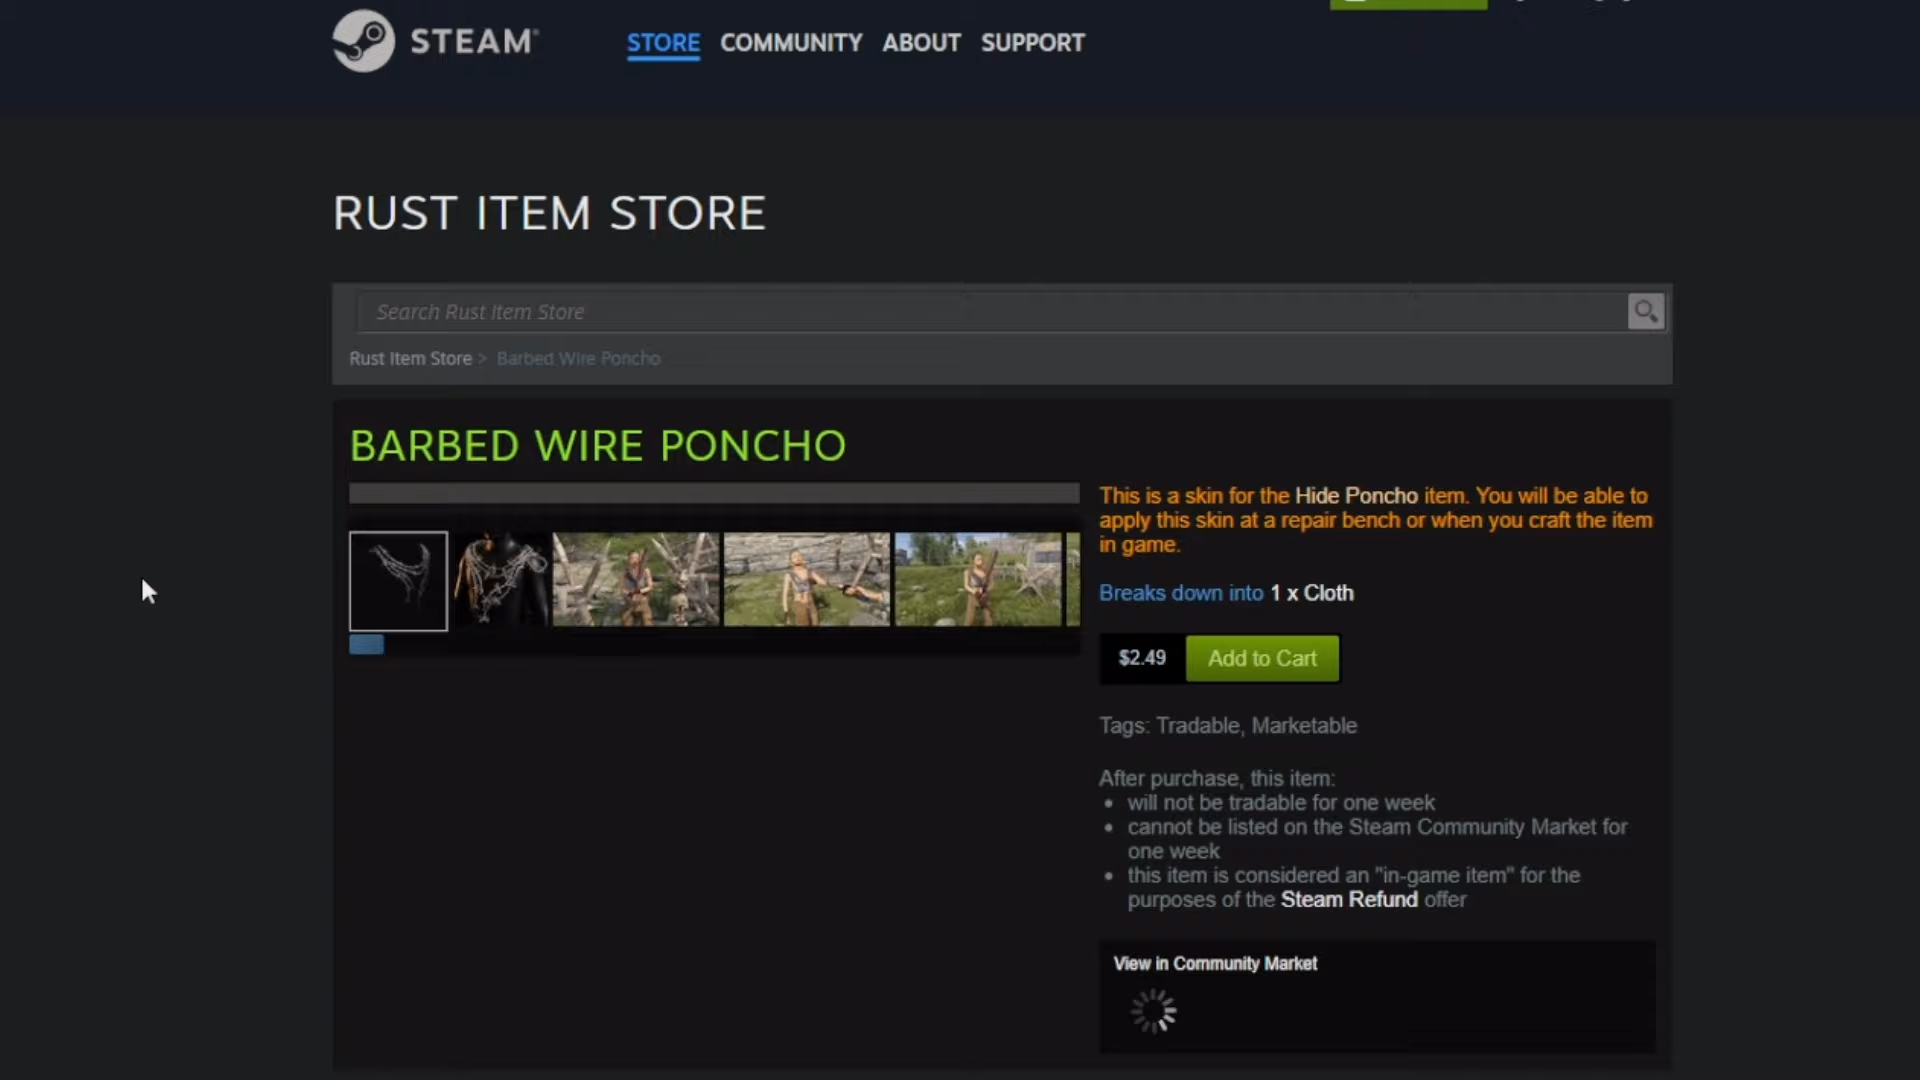 STEAM
STORE COMMUNITY ABOUT SUPPORT
RUST ITEM STORE
Search Rust Item Store
Rust Item Store > Barbed Wire Poncho
BARBED WIRE PONCHO
This is a skin for the Hide Poncho item. You will be able to
apply this skin at a repair bench or when you craft the item
in game.
Breaks down into 1 x Cloth
$2.49 Add to Cart
Tags: Tradable, Marketable
After purchase, this item:
• will not be tradable for one week
• cannot be listed on the Steam Community Market for
one week
• this item is considered an "in-game item" for the
purposes of the Steam Refund offer
View in Community Market